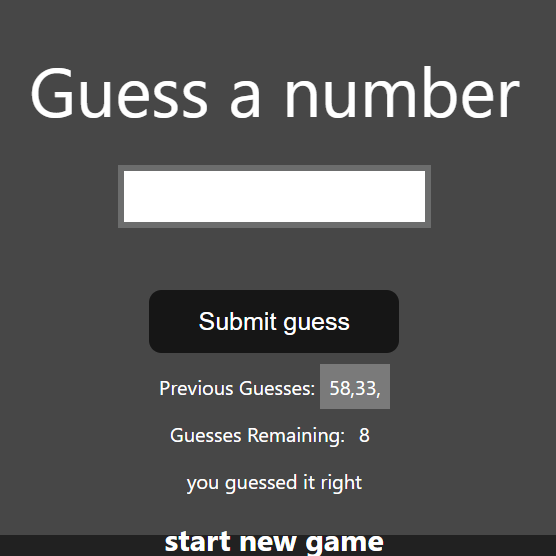 Guess a number
Submit guess
Previous Guesses: 58,33,
Guesses Remaining: 8
you guessed it right
start new game